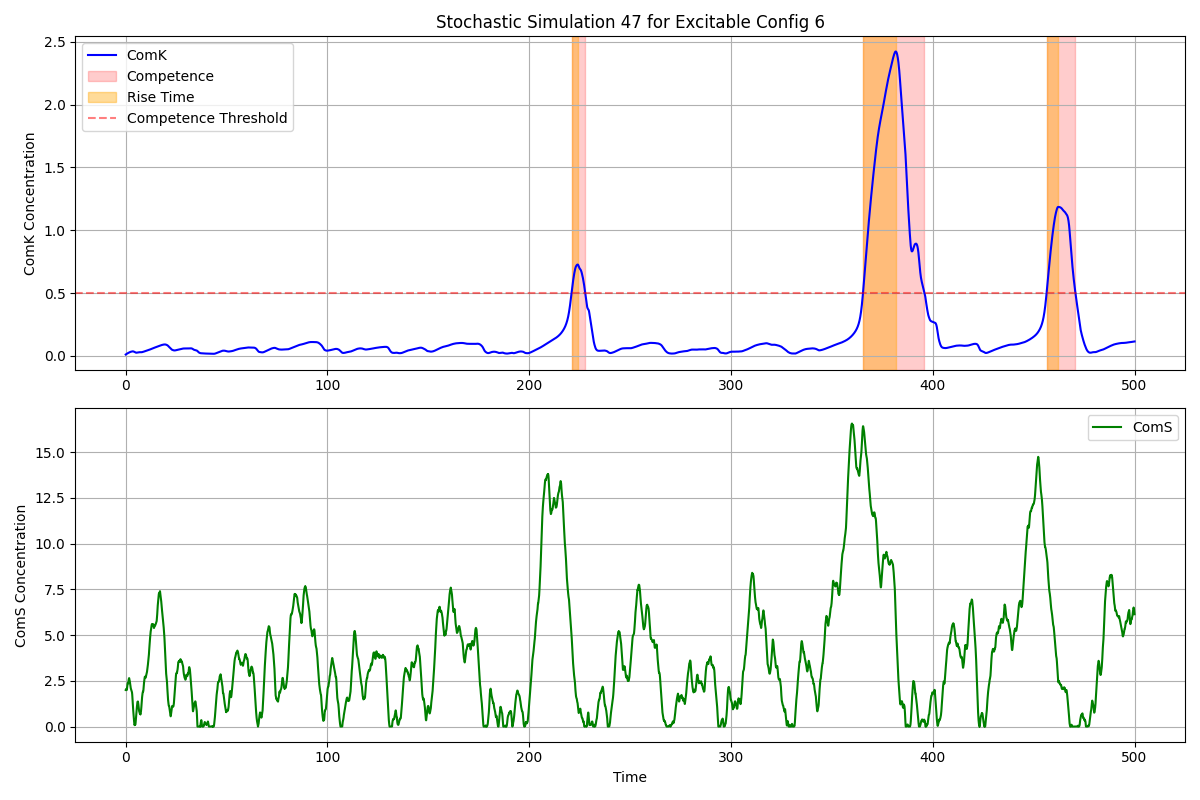 Stochastic Simulation 47 for Excitable Config 6
ComK Concentration
2.5
2.0
1.5
1.0
0.5
0.0
ComK
Competence
Rise Time
Competence Threshold
0 100 200 300 400 500
ComS Concentration
15.0
12.5
10.0
7.5
5.0
2.5
0.0
ComS
0 100 200 300 400 500
Time